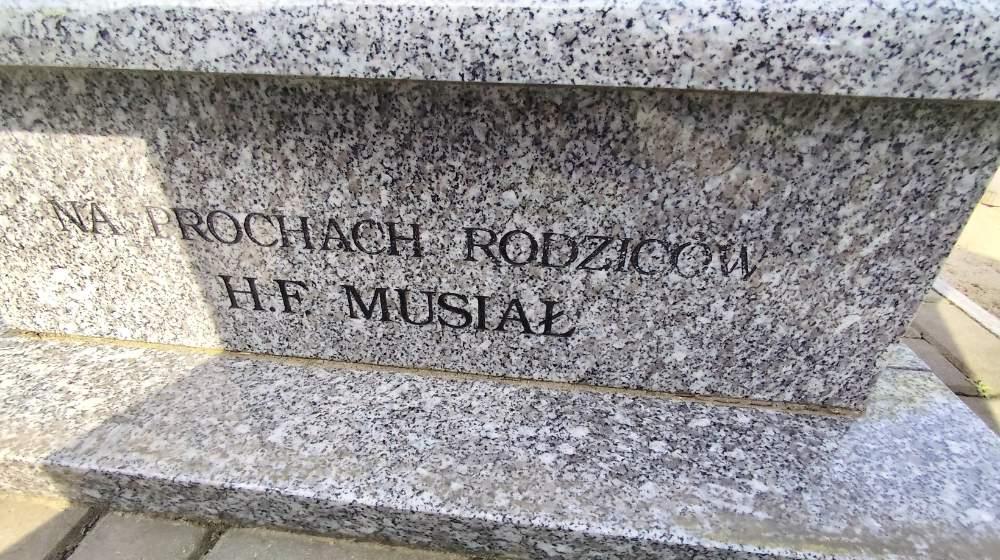 NA PROCHACH RODZICÓW
H.F. MUSIAŁ